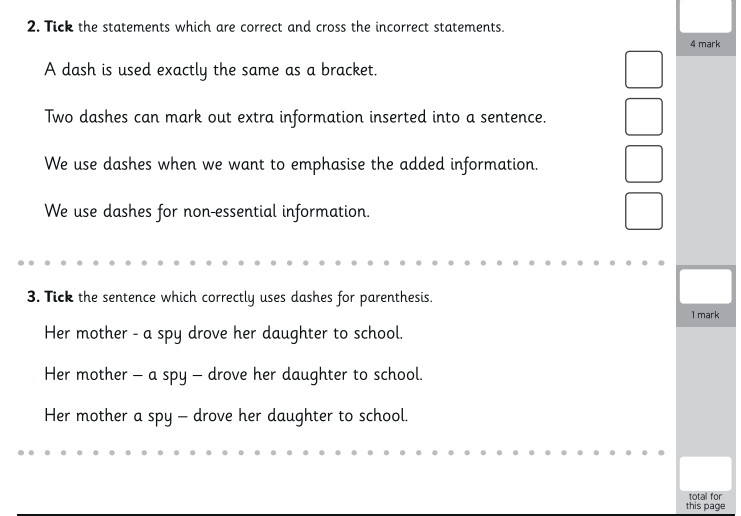 2. Tick the statements which are correct and cross the incorrect statements.
4 mark
A dash is used exactly the same as a bracket.
Two dashes can mark out extra information inserted into a sentence.
We use dashes when we want to emphasise the added information.
We use dashes for non-essential information.
3. Tick the sentence which correctly uses dashes for parenthesis.
1 mark
Her mother - a spy drove her daughter to school.
Her mother – a spy – drove her daughter to school.
Her mother a spy – drove her daughter to school.
total for
this page